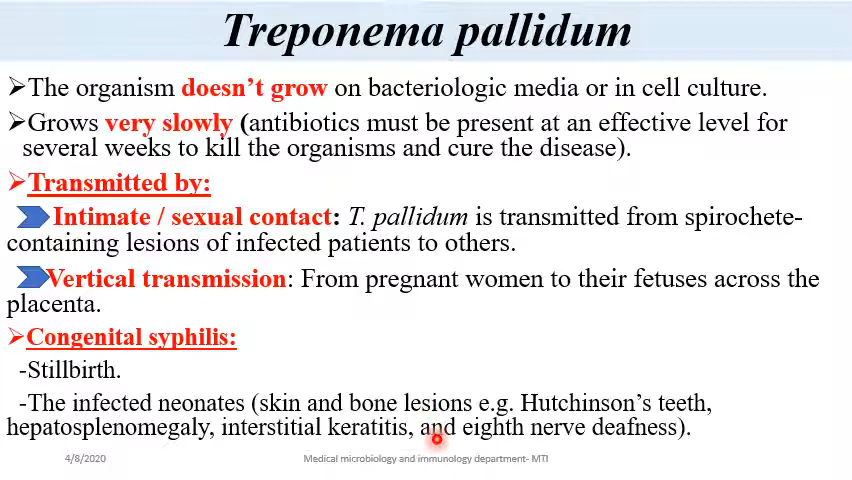 Treponema pallidum
➢The organism doesn't grow on bacteriologic media or in cell culture.
➢Grows very slowly (antibiotics must be present at an effective level for
several weeks to kill the organisms and cure the disease).
➢Transmitted by:
Intimate / sexual contact: T. pallidum is transmitted from spirochete-
containing lesions of infected patients to others.
Vertical transmission: From pregnant women to their fetuses across the
placenta.
➢Congenital syphilis:
-Stillbirth.
-The infected neonates (skin and bone lesions e.g. Hutchinson's teeth,
hepatosplenomegaly, interstitial keratitis, and eighth nerve deafness).
4/8/2020 Medical microbiology and immunology department- MTI